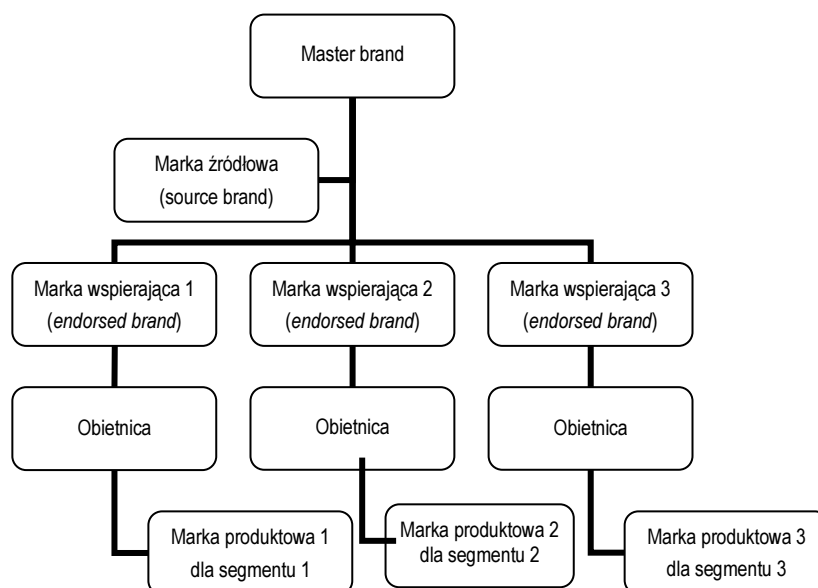 Master brand
Marka źródłowa
(source brand)
Marka wspierająca 1
(endorsed brand)
Marka wspierająca 2
(endorsed brand)
Marka wspierająca 3
(endorsed brand)
Obietnica
Obietnica
Obietnica
Marka produktowa 1
dla segmentu 1
Marka produktowa 2
dla segmentu 2
Marka produktowa 3
dla segmentu 3